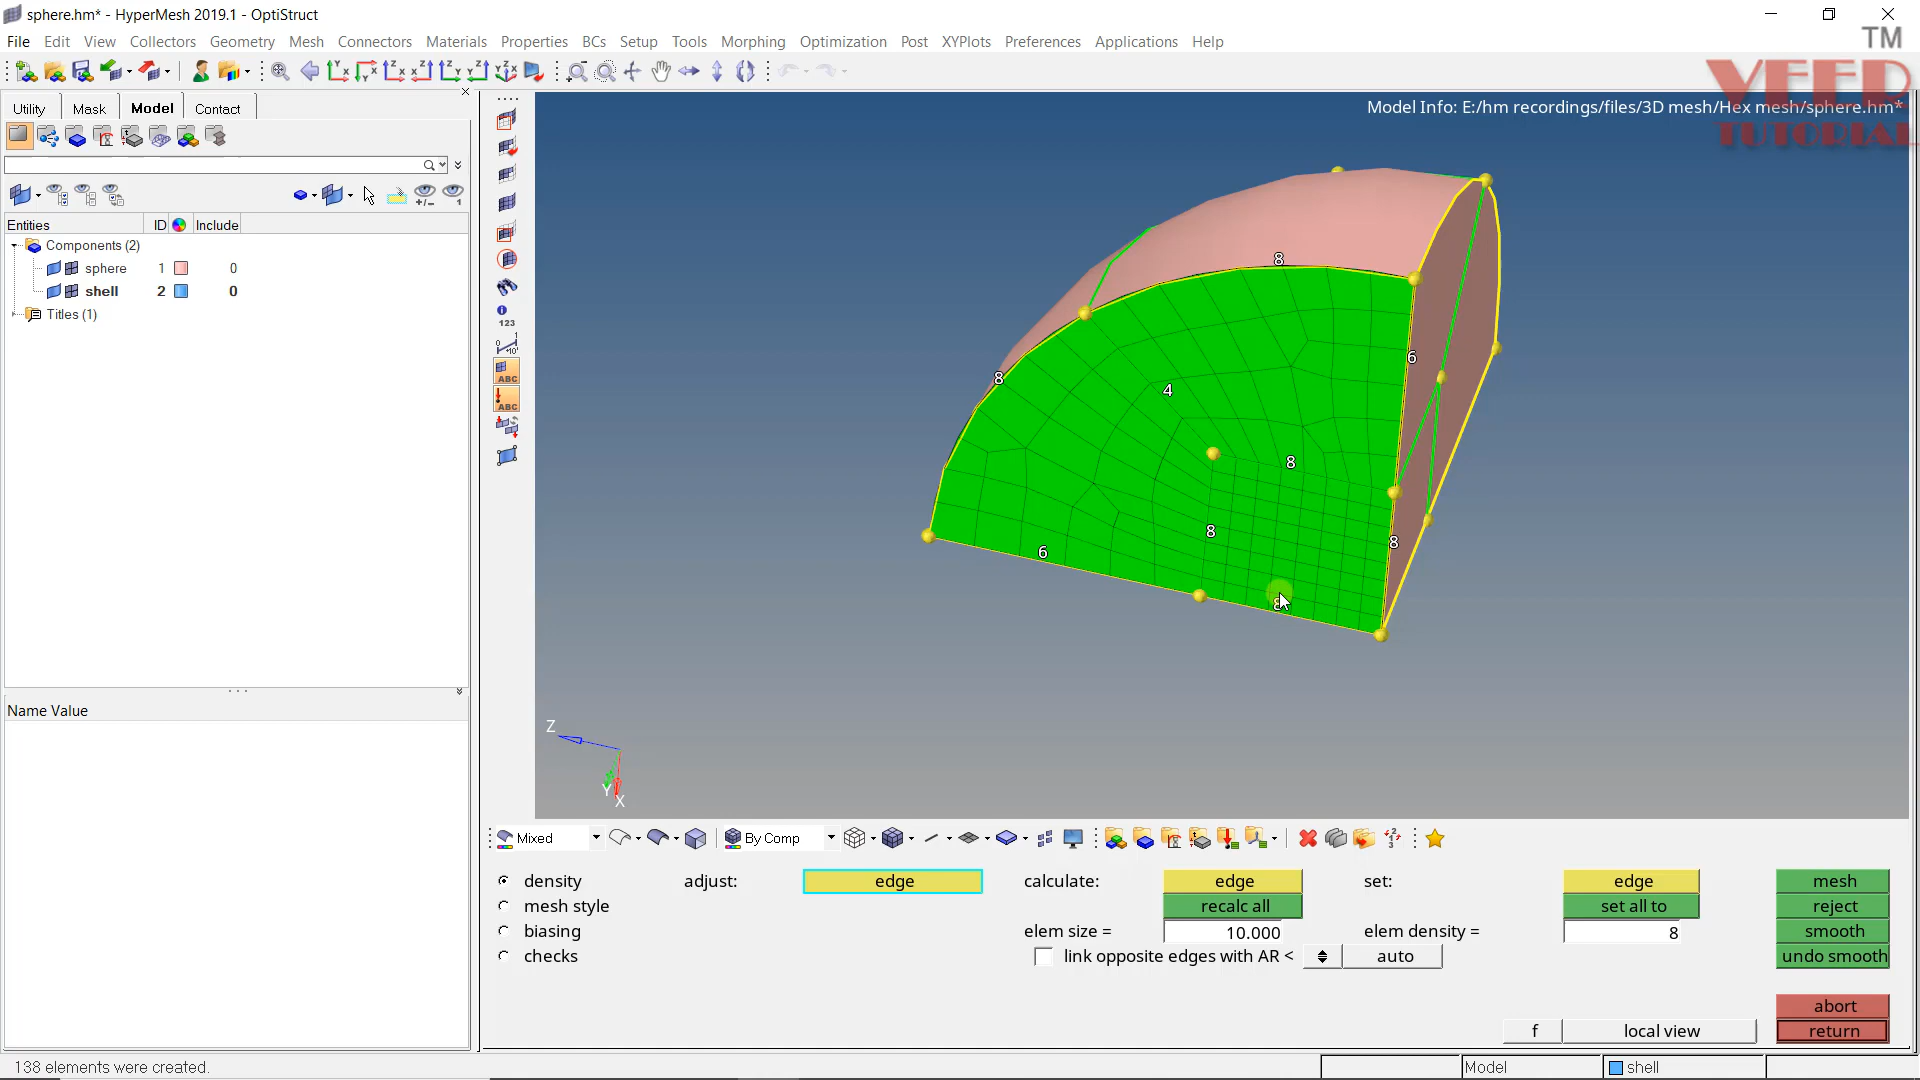 sphere.hm* - HyperMesh 2019.1 - OptiStruct
File Edit View Collectors Geometry Mesh Connectors Materials Properties BCs Setup Tools Morphing Optimization Post XYPlots Preferences Applications Help
TM
VEER
TUTORIAL
Utility Mask Model Contact
Model Info: E:/hm recordings/files/3D mesh/Hex mesh/sphere.hm*
Entities ID Include
Components (2)
sphere 1 0
shell 2 0
Titles (1)
Name Value
123
ABC
ABC
8
6
8
4
8
8
8
6
Z
Y
X
Mixed By Comp
density adjust: edge calculate: edge set: edge mesh
mesh style recalc all set all to reject
biasing elem size = 10.000 elem density = 8 smooth
checks link opposite edges with AR < auto undo smooth
abort
f local view return
138 elements were created. Model shell